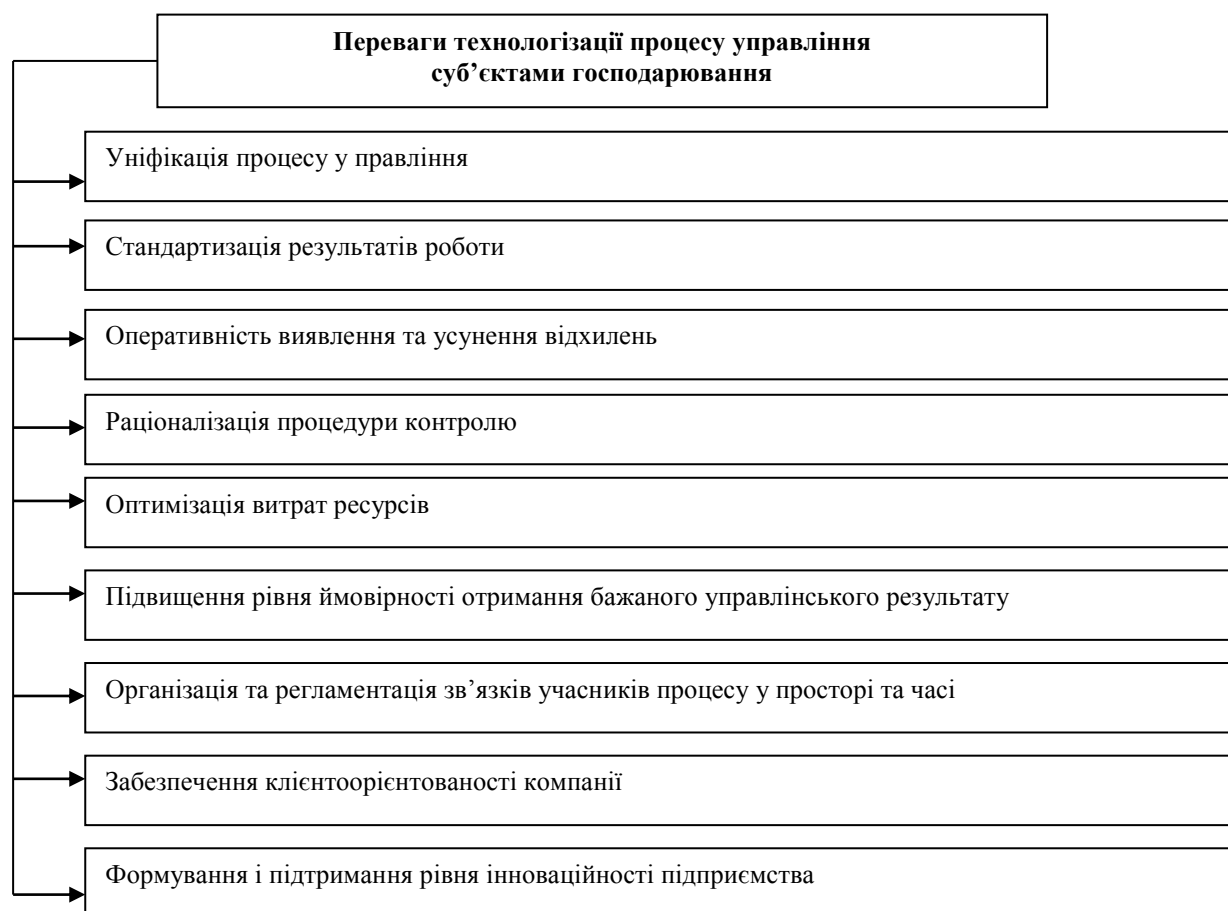 Переваги технологізації процесу управління
суб’єктами господарювання
Уніфікація процесу у правління
Стандартизація результатів роботи
Оперативність виявлення та усунення відхилень
Раціоналізація процедури контролю
Оптимізація витрат ресурсів
Підвищення рівня ймовірності отримання бажаного управлінського результату
Організація та регламентація зв’язків учасників процесу у просторі та часі
Забезпечення клієнтоорієнтованості компанії
Формування і підтримання рівня інноваційності підприємства